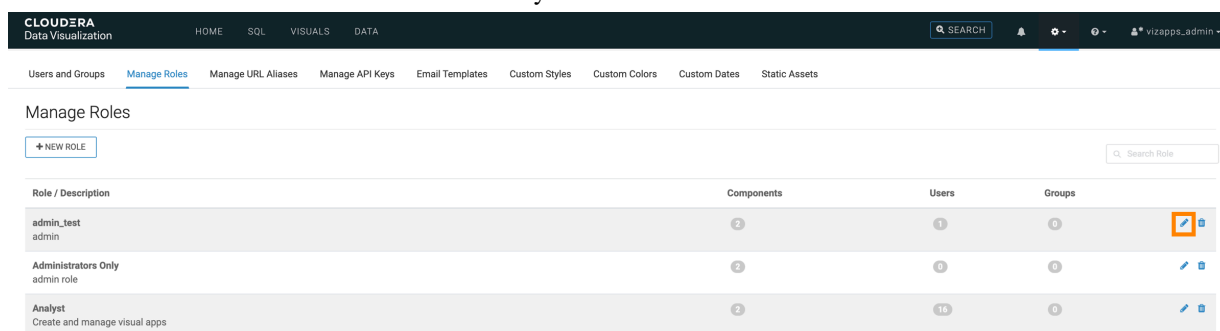 CLOUDERA
Data Visualization
HOME SQL VISUALS DATA SEARCH vizapps_admin
Users and Groups Manage Roles Manage URL Aliases Manage API Keys Email Templates Custom Styles Custom Colors Custom Dates Static Assets
Manage Roles
+ NEW ROLE Search Role
Role / Description Components Users Groups
admin_test 2 1 0
admin
Administrators Only 2 0 0
admin role
Analyst 2 16 0
Create and manage visual apps